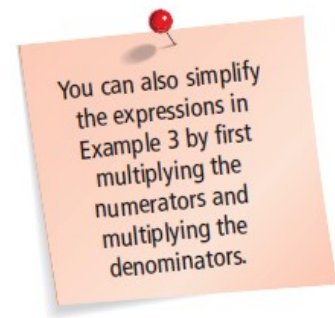 You can also simplify
the expressions in
Example 3 by first
multiplying the
numerators and
multiplying the
denominators.